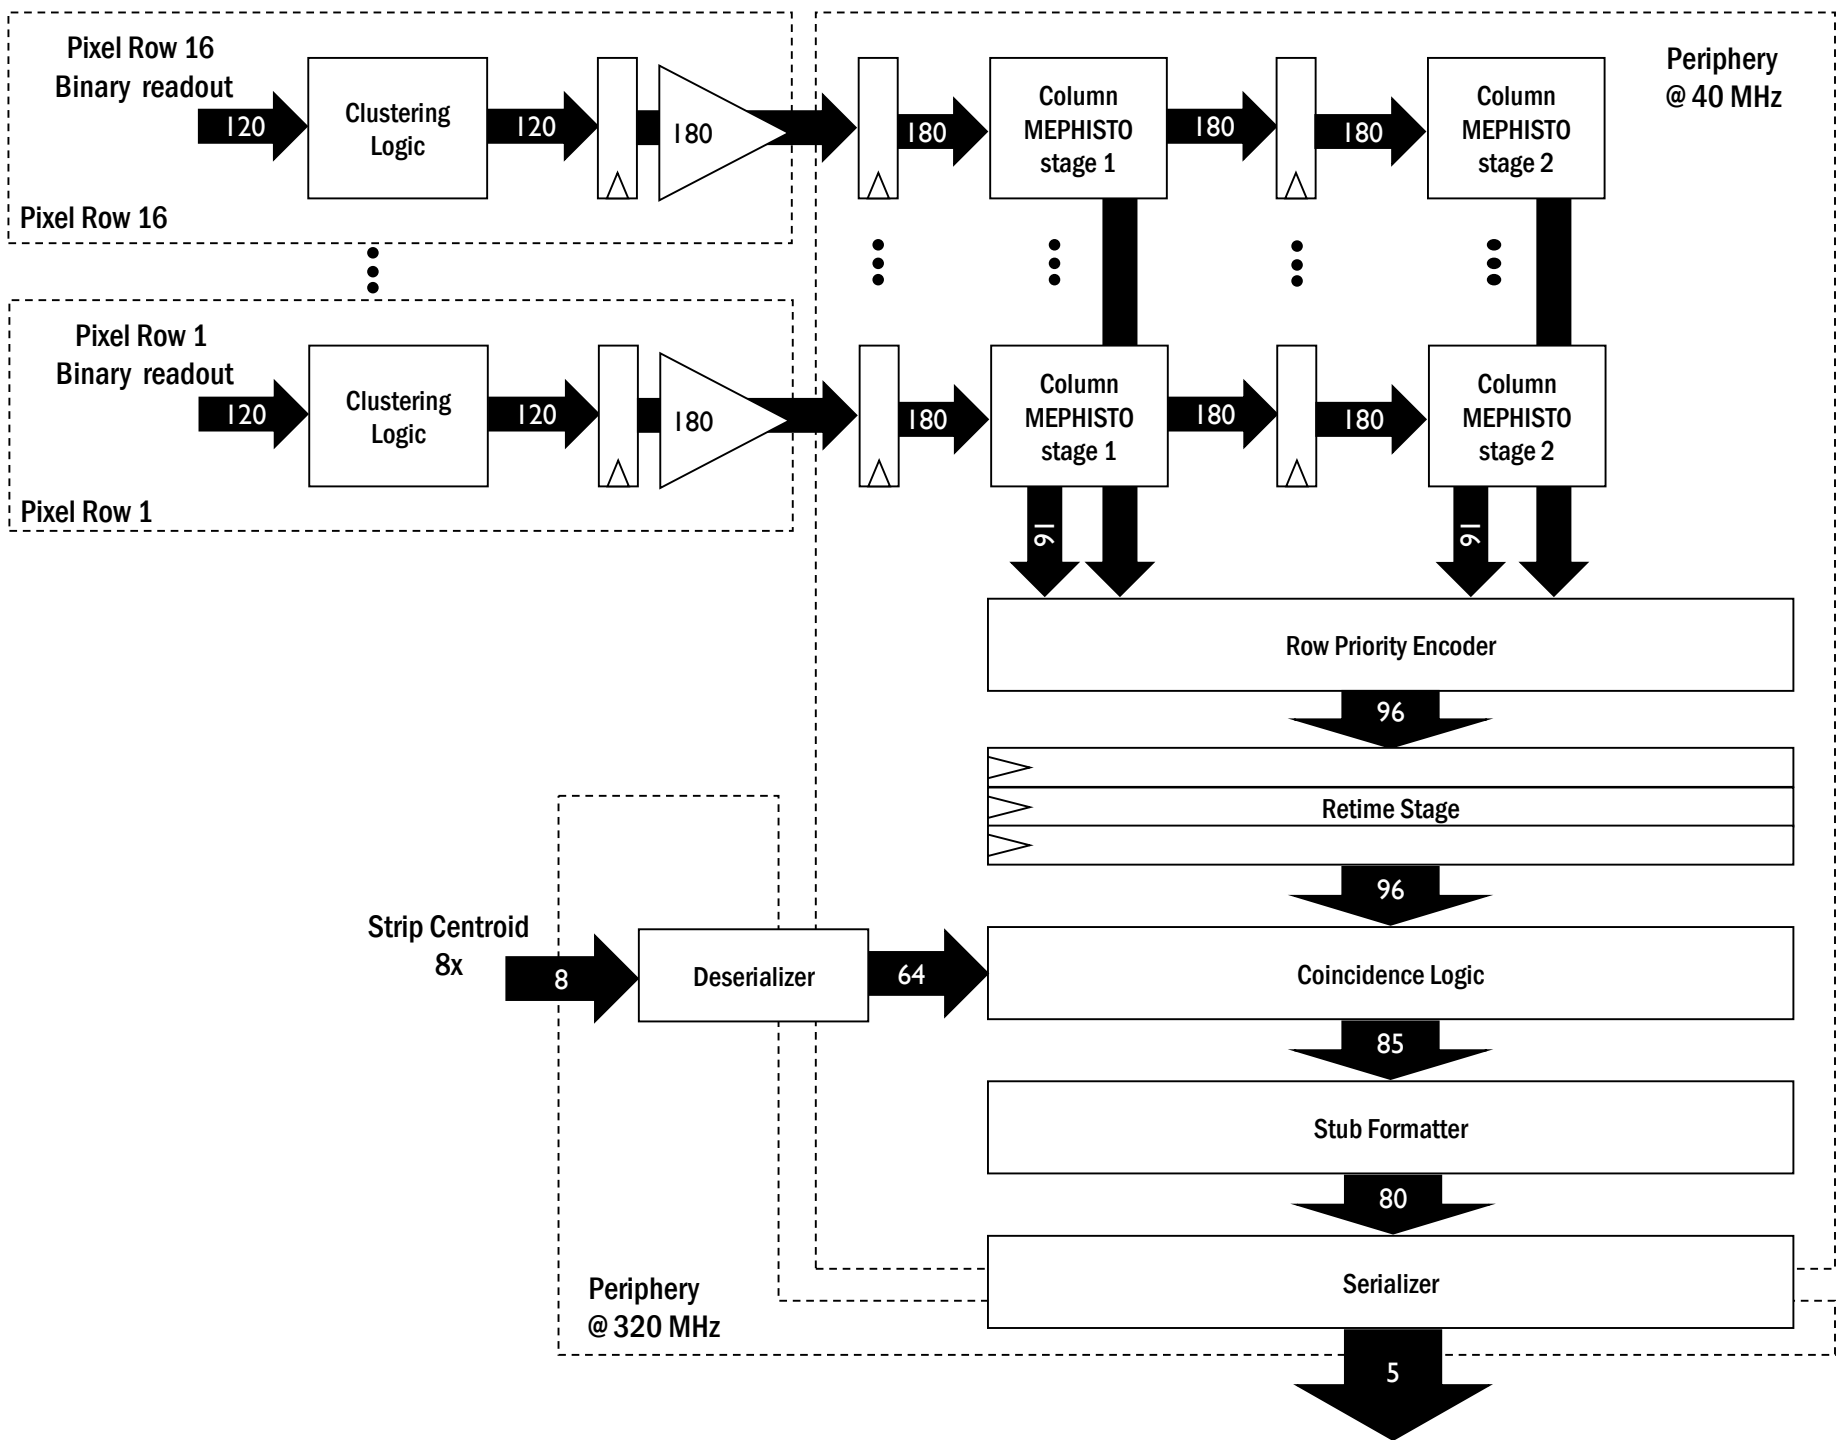 Pixel Row 16
Binary readout
120
Clustering
Logic
120
180
180
Column
MEPHISTO
stage 1
180
180
Column
MEPHISTO
stage 2
Periphery
@ 40 MHz
Pixel Row 16
Pixel Row 1
Binary readout
120
Clustering
Logic
120
180
180
Column
MEPHISTO
stage 1
180
180
Column
MEPHISTO
stage 2
Pixel Row 1
16
16
Row Priority Encoder
96
Retime Stage
96
Strip Centroid
8x
8
Deserializer
64
Coincidence Logic
85
Stub Formatter
80
Serializer
Periphery
@ 320 MHz
5